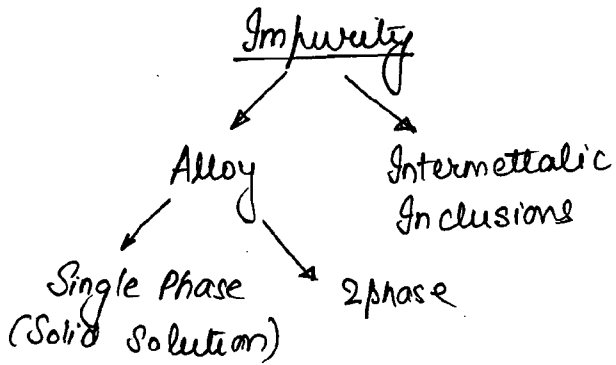 Impurity
Alloy
Intermettalic
Inclusions
Single Phase
(Solid Solution)
2phase